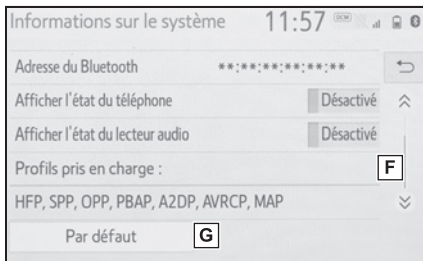 Informations sur le système 11:57 DCM
Adresse du Bluetooth **:**:**:**:**:**
Afficher l'état du téléphone Désactivé
Afficher l'état du lecteur audio Désactivé
Profils pris en charge :
F
HFP, SPP, OPP, PBAP, A2DP, AVRCP, MAP
Par défaut G